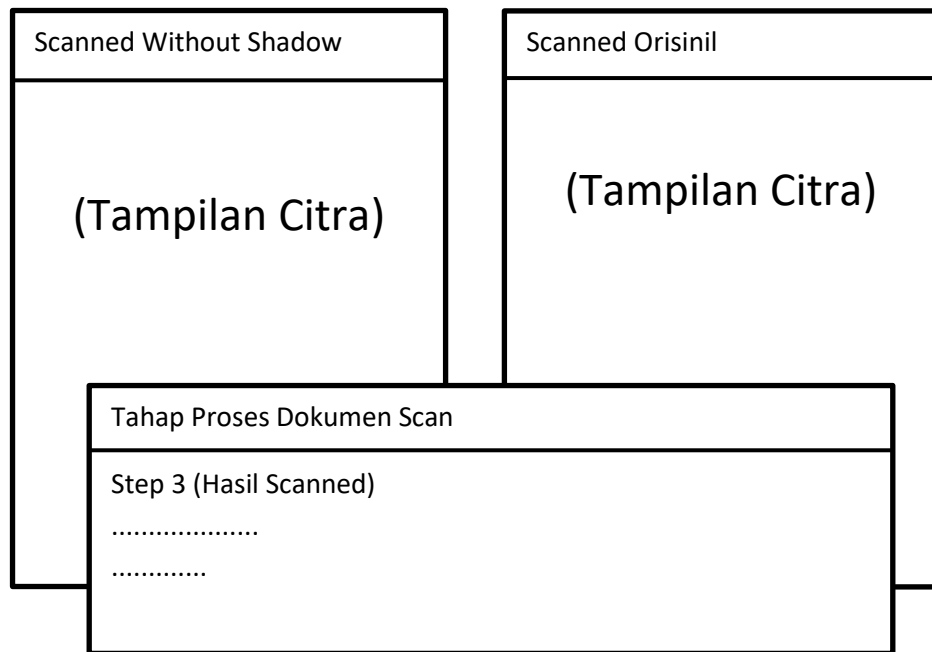 Scanned Without Shadow
(Tampilan Citra)
Scanned Orisinil
(Tampilan Citra)
Tahap Proses Dokumen Scan
Step 3 (Hasil Scanned)
....................
.............